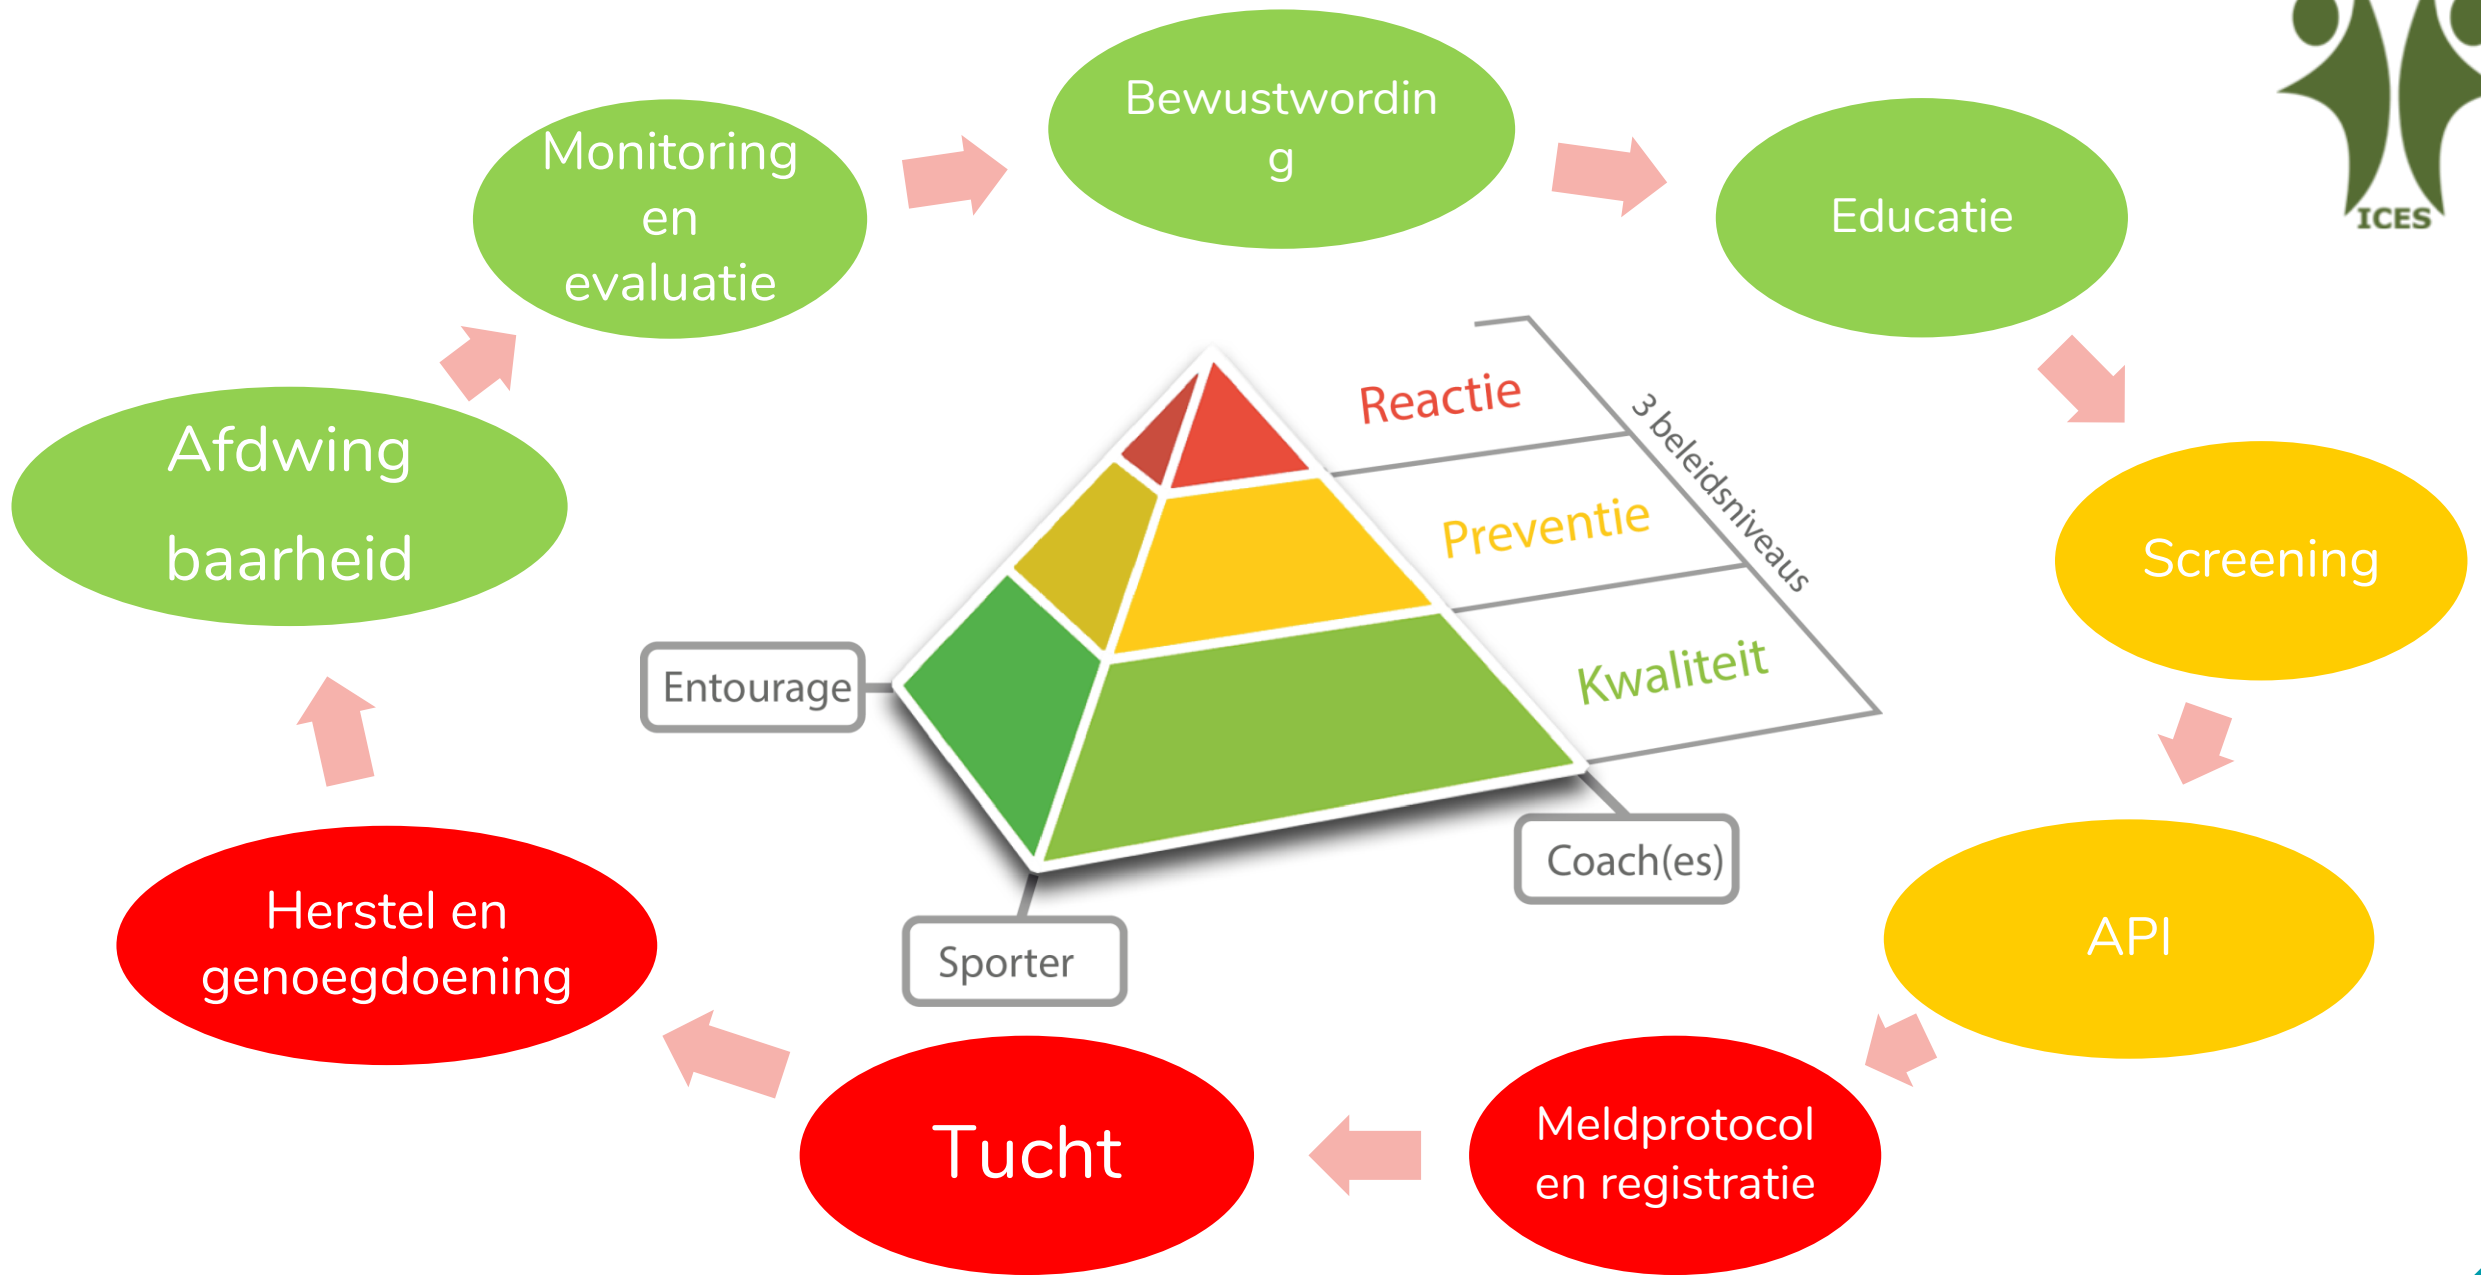 Bewustwordin
g
Monitoring
en
evaluatie
Educatie
ICES
Afdwing
baarheid
Reactie
3 beleidsniveaus
Preventie
Screening
Kwaliteit
Entourage
Coach(es)
Sporter
Herstel en
genoegdoening
API
Tucht
Meldprotocol
en registratie